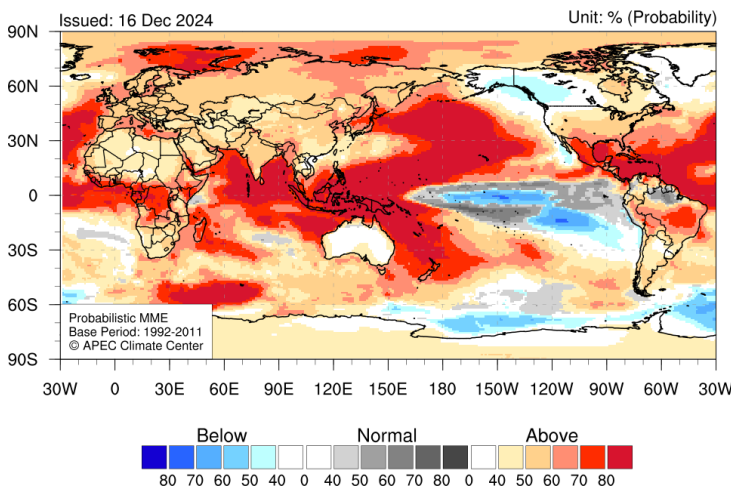 Issued: 16 Dec 2024 Unit: % (Probability)
90N
60N
30N
0
30S
60S
90S
Probabilistic MME
Base Period: 1992-2011
© APEC Climate Center
30W 0 30E 60E 90E 120E 150E 180 150W 120W 90W 60W 30W
Below Normal Above
80 70 60 50 40 0 40 50 60 70 80 0 40 50 60 70 80